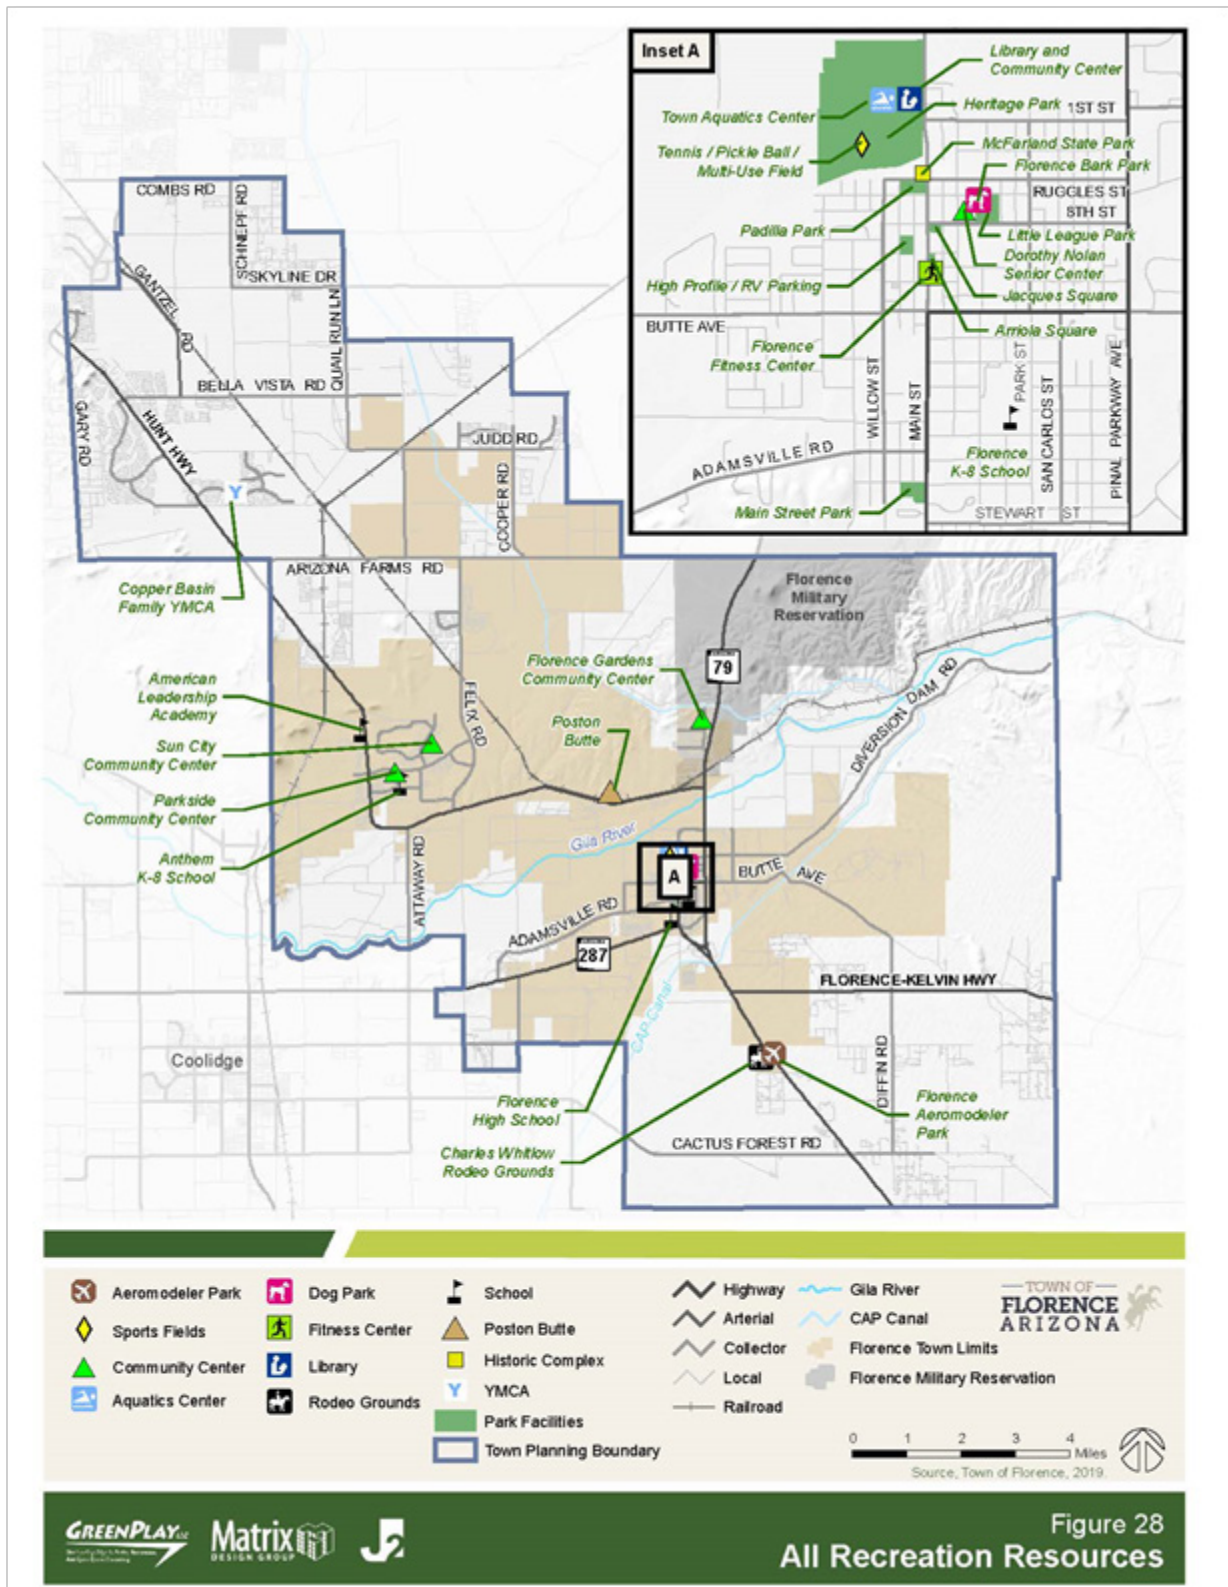 Inset A
Library and
Community Center
Town Aquatics Center
Heritage Park
1ST ST
Tennis / Pickle Ball /
Multi-Use Field
McFarland State Park
Florence Bark Park
RUGGLES ST
8TH ST
Padilla Park
Little League Park
Dorothy Nolan
Senior Center
High Profile / RV Parking
Jacques Square
BUTTE AVE
Arriola Square
Florence
Fitness Center
WILLOW ST
MAIN ST
PARK ST
SAN CARLOS ST
PINAL PARKWAY AVE
ADAMSVILLE RD
Florence
K-8 School
Main Street Park
STEWART ST
COMBS RD
SCHNEPF RD
GANTZEL RD
SKYLINE DR
QUAIL RUN LN
BELLA VISTA RD
GARY RD
HUNT HWY
JUDD RD
COOPER RD
Y
ARIZONA FARMS RD
Copper Basin
Family YMCA
Florence
Military
Reservation
79
Florence Gardens
Community Center
American
Leadership
Academy
FELIX RD
Poston
Butte
DIVERSION DAM RD
Sun City
Community Center
Parkside
Community Center
Gila River
Anthem
K-8 School
ATTAWAY RD
A
BUTTE AVE
ADAMSVILLE RD
287
FLORENCE-KELVIN HWY
CAP Canal
Coolidge
DIFFIN RD
Florence
High School
Florence
Aeromodeler
Park
Charles Whitlow
Rodeo Grounds
CACTUS FOREST RD
Aeromodeler Park
Sports Fields
Community Center
Aquatics Center
Dog Park
Fitness Center
Library
Rodeo Grounds
School
Poston Butte
Historic Complex
Y YMCA
Park Facilities
Town Planning Boundary
Highway
Arterial
Collector
Local
Railroad
Gila River
CAP Canal
Florence Town Limits
Florence Military Reservation
TOWN OF
FLORENCE
ARIZONA
0 1 2 3 4
Miles
Source, Town of Florence, 2019.
GREENPLAY LLC
Matrix
DESIGN GROUP
J2
Figure 28
All Recreation Resources